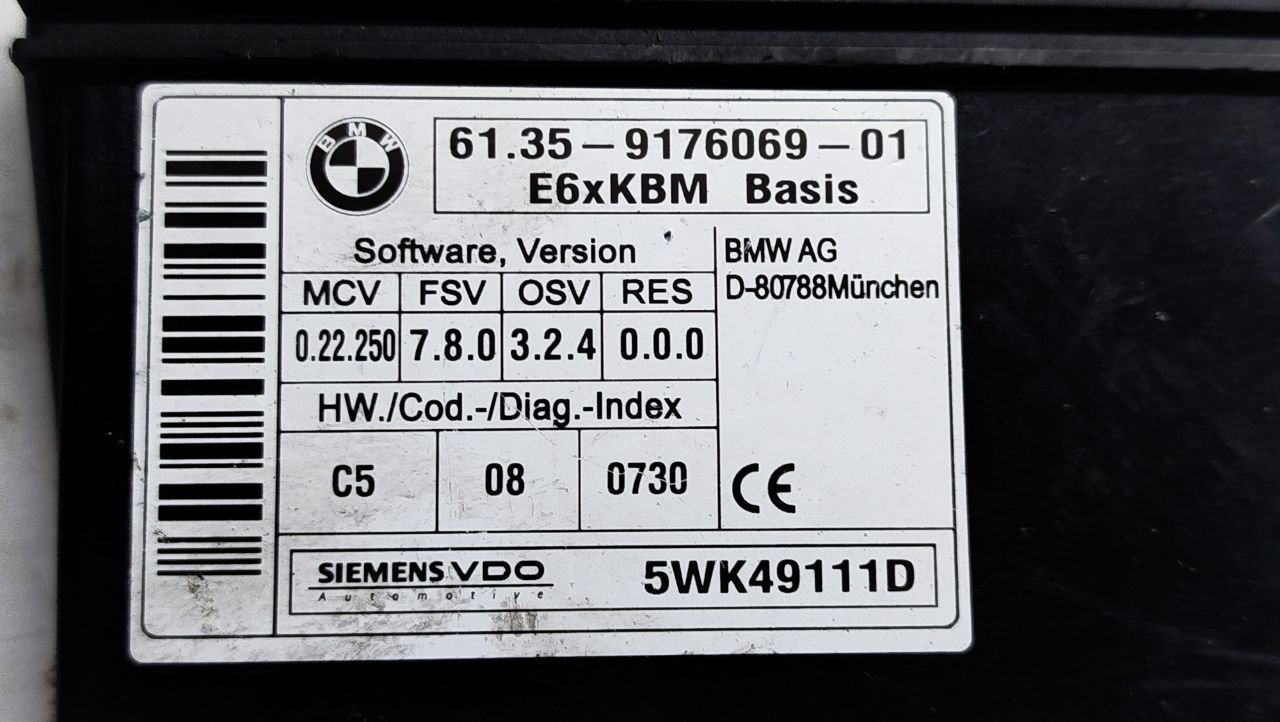 BMW
61.35-9176069-01
E6xKBM Basis
Software, Version
MCV FSV OSV RES
0.22.250 7.8.0 3.2.4 0.0.0
BMW AG
D-80788München
HW./Cod.-/Diag.-Index
C5 08 0730
CE
SIEMENS VDO
Automotive
5WK49111D